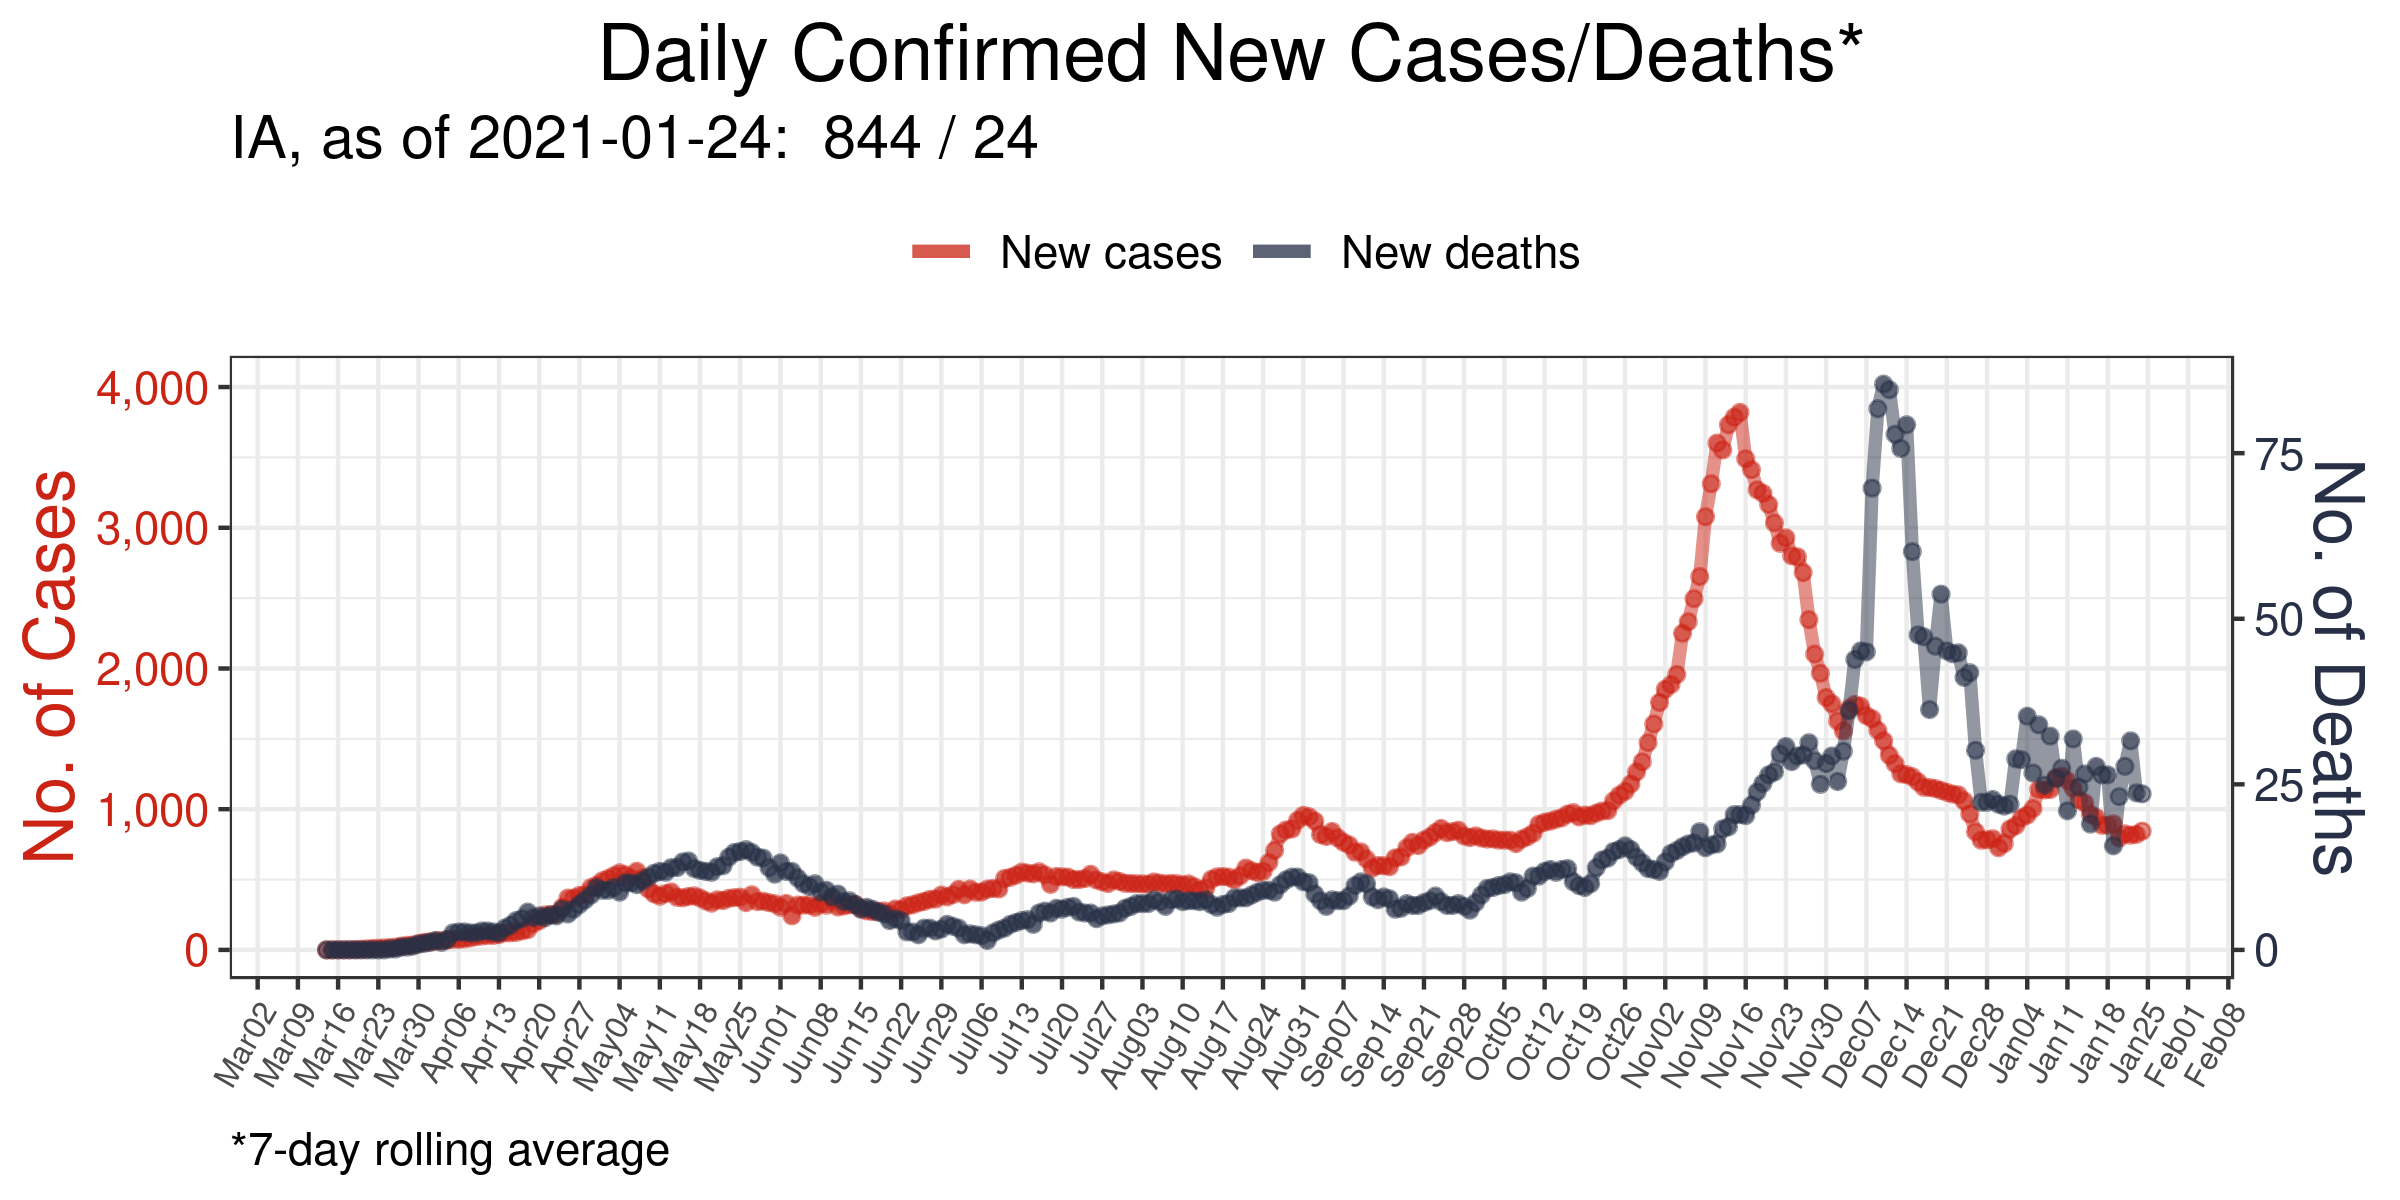 Daily Confirmed New Cases/Deaths*
IA, as of 2021-01-24:  844 / 24
New cases New deaths
No. of Cases
4,000
3,000
2,000
1,000
0
75
50
25
0
No. of Deaths
Mar02 Mar09 Mar16 Mar23 Mar30 Apr06 Apr13 Apr20 Apr27 May04 May11 May18 May25 Jun01 Jun08 Jun15 Jun22 Jun29 Jul06 Jul13 Jul20 Jul27 Aug03 Aug10 Aug17 Aug24 Aug31 Sep07 Sep14 Sep21 Sep28 Oct05 Oct12 Oct19 Oct26 Nov02 Nov09 Nov16 Nov23 Nov30 Dec07 Dec14 Dec21 Dec28 Jan04 Jan11 Jan18 Jan25 Feb01 Feb08
*7-day rolling average